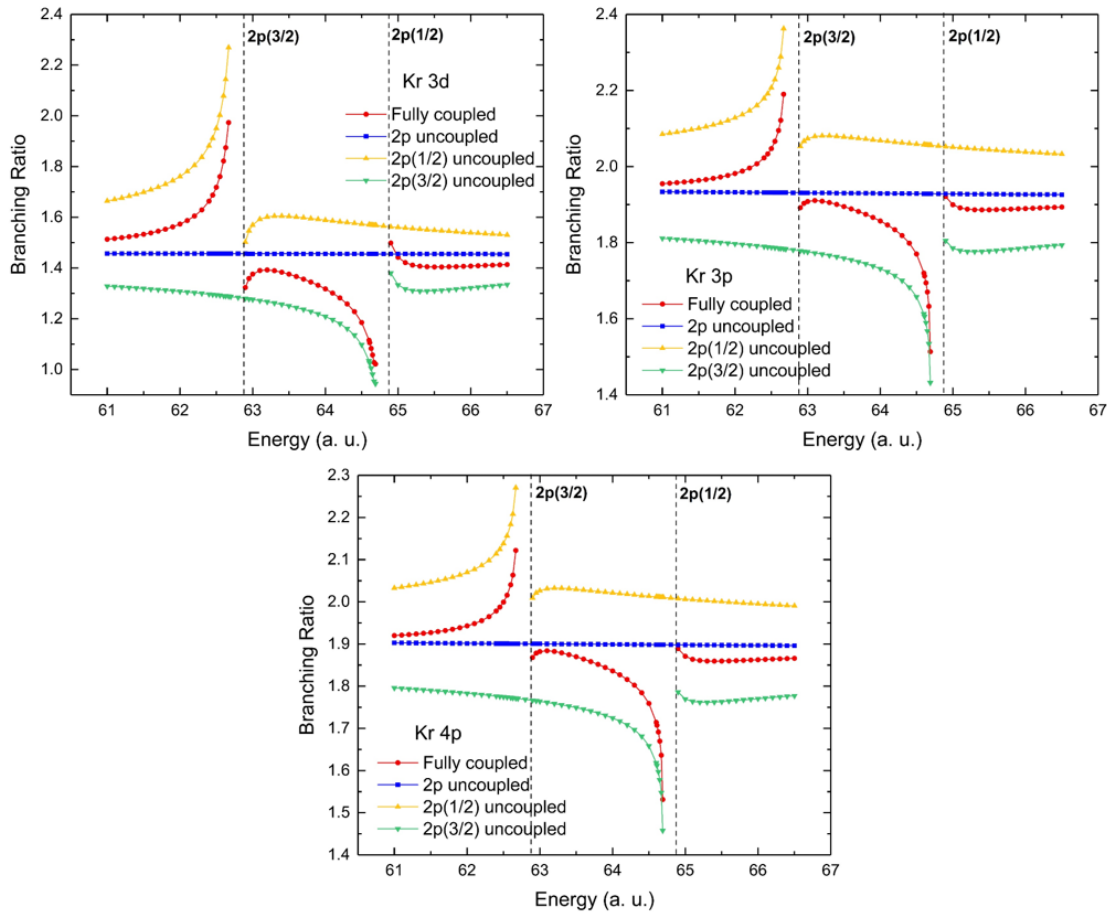 2p(3/2)
2p(1/2)
Kr 3d
Fully coupled
2p uncoupled
2p(1/2) uncoupled
2p(3/2) uncoupled
Branching Ratio
2.4
2.2
2.0
1.8
1.6
1.4
1.2
1.0
61 62 63 64 65 66 67
Energy (a. u.)
2p(3/2)
2p(1/2)
Kr 3p
Fully coupled
2p uncoupled
2p(1/2) uncoupled
2p(3/2) uncoupled
Branching Ratio
2.4
2.2
2.0
1.8
1.6
1.4
61 62 63 64 65 66 67
Energy (a. u.)
2p(3/2)
2p(1/2)
Kr 4p
Fully coupled
2p uncoupled
2p(1/2) uncoupled
2p(3/2) uncoupled
Branching Ratio
2.3
2.2
2.1
2.0
1.9
1.8
1.7
1.6
1.5
1.4
61 62 63 64 65 66 67
Energy (a. u.)